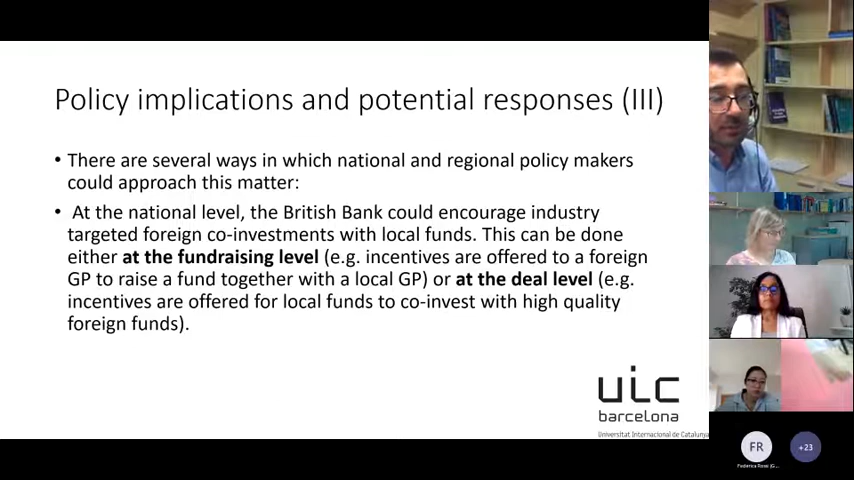 Policy implications and potential responses (III)
• There are several ways in which national and regional policy makers
could approach this matter:
• At the national level, the British Bank could encourage industry
targeted foreign co-investments with local funds. This can be done
either at the fundraising level (e.g. incentives are offered to a foreign
GP to raise a fund together with a local GP) or at the deal level (e.g.
incentives are offered for local funds to co-invest with high quality
foreign funds).
uic
barcelona
Universitat Internacional de Catalunya
FR
+23